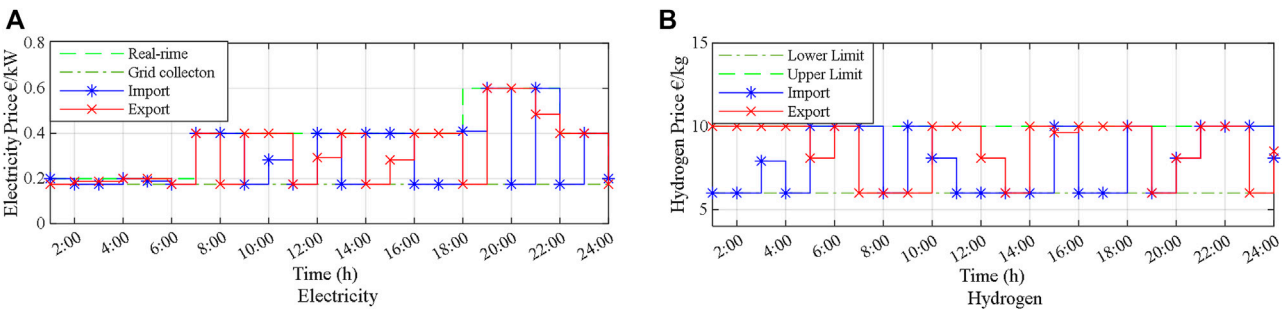 A
Electricity Price €/kW
0.8
0.6
0.4
0.2
0
Real-rime
Grid collecton
Import
Export
2:00 4:00 6:00 8:00 10:00 12:00 14:00 16:00 18:00 20:00 22:00 24:00
Time (h)
Electricity
B
Hydrogen Price €/kg
15
10
5
Lower Limit
Upper Limit
Import
Export
2:00 4:00 6:00 8:00 10:00 12:00 14:00 16:00 18:00 20:00 22:00 24:00
Time (h)
Hydrogen